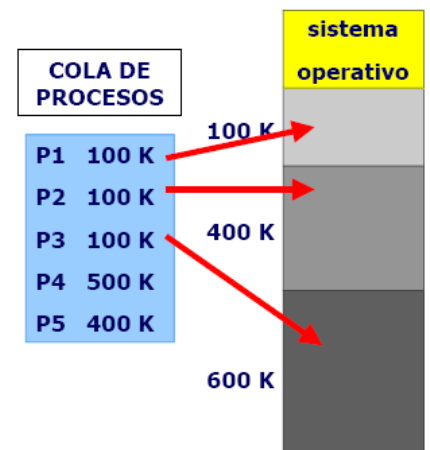 sistema
operativo
COLA DE
PROCESOS
100 K
P1 100 K
P2 100 K
P3 100 K
P4 500 K
P5 400 K
400 K
600 K